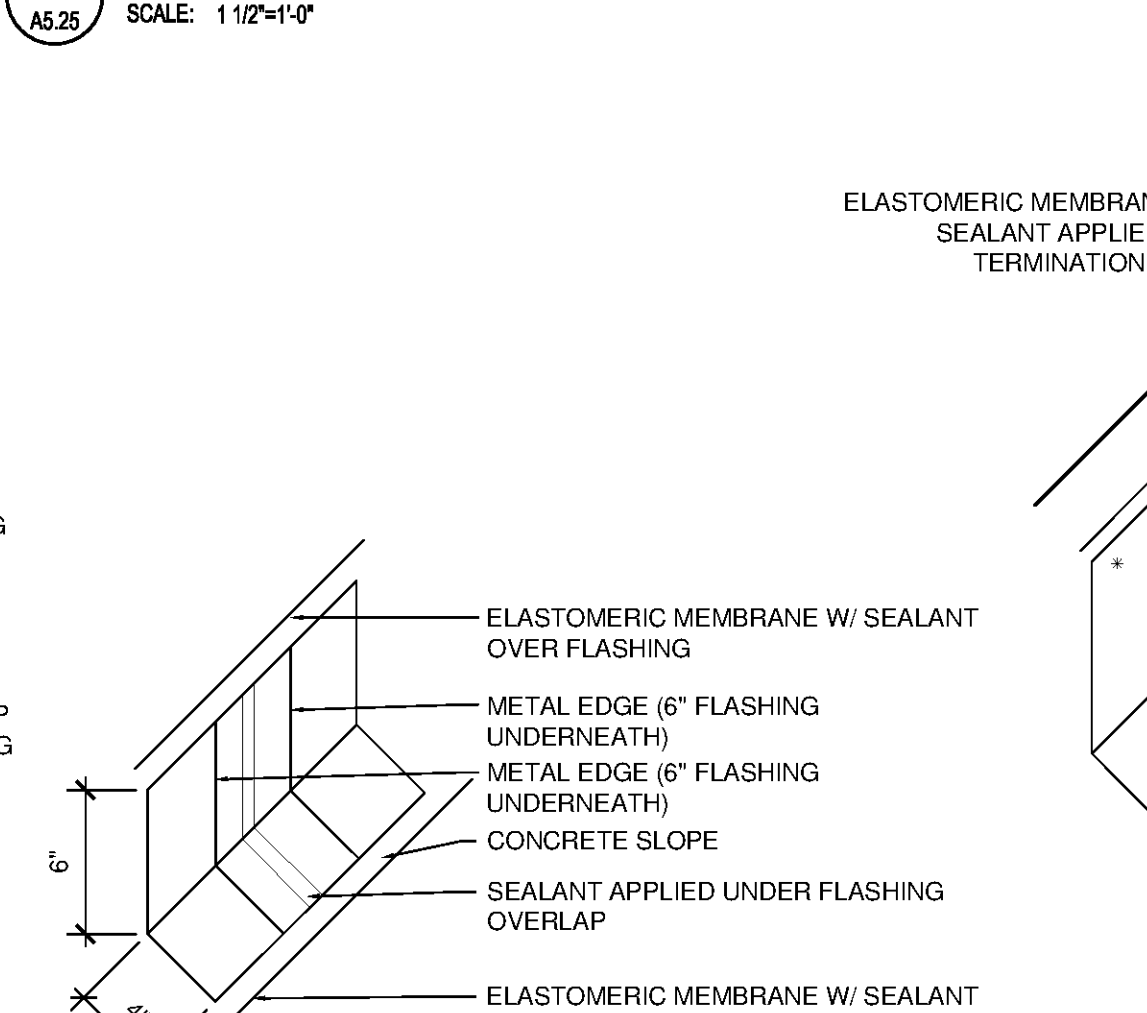 A5.25
SCALE: 1 1/2"=1'-0"
ELASTOMERIC MEMBRAN
SEALANT APPLIE
TERMINATION
G
ELASTOMERIC MEMBRANE W/ SEALANT
OVER FLASHING
METAL EDGE (6" FLASHING
UNDERNEATH)
G
METAL EDGE (6" FLASHING
UNDERNEATH)
CONCRETE SLOPE
6"
SEALANT APPLIED UNDER FLASHING
OVERLAP
ELASTOMERIC MEMBRANE W/ SEALANT